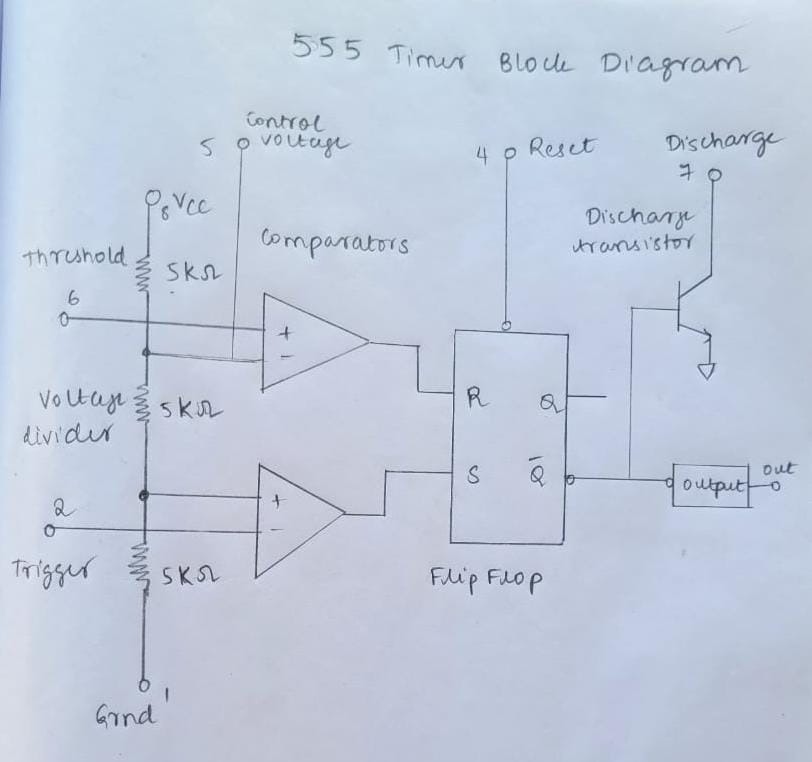 555 Timer Block Diagram
Control
5 voltage
4 Reset
Discharge
7
8 Vcc
Discharge
transistor
Comparators
Threshold
5KΩ
6
+
-
R
Q
Voltage
5KΩ
divider
S
Q̅
output
out
2
+
-
Trigger
5KΩ
Flip Flop
1
Grnd